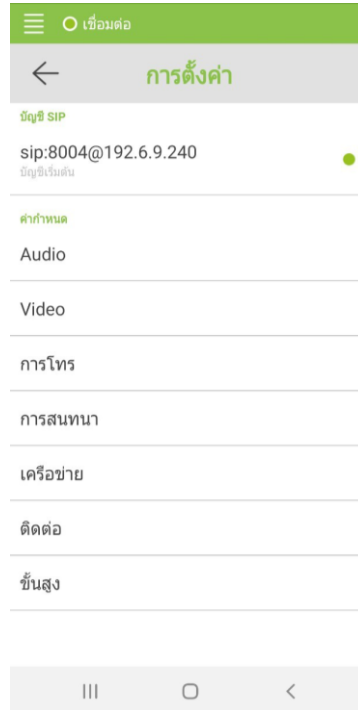 เชื่อมต่อ
การตั้งค่า
บัญชี SIP
sip:8004@192.6.9.240
บัญชีเริ่มต้น
ค่ากำหนด
Audio
Video
การโทร
การสนทนา
เครือข่าย
ติดต่อ
ขั้นสูง